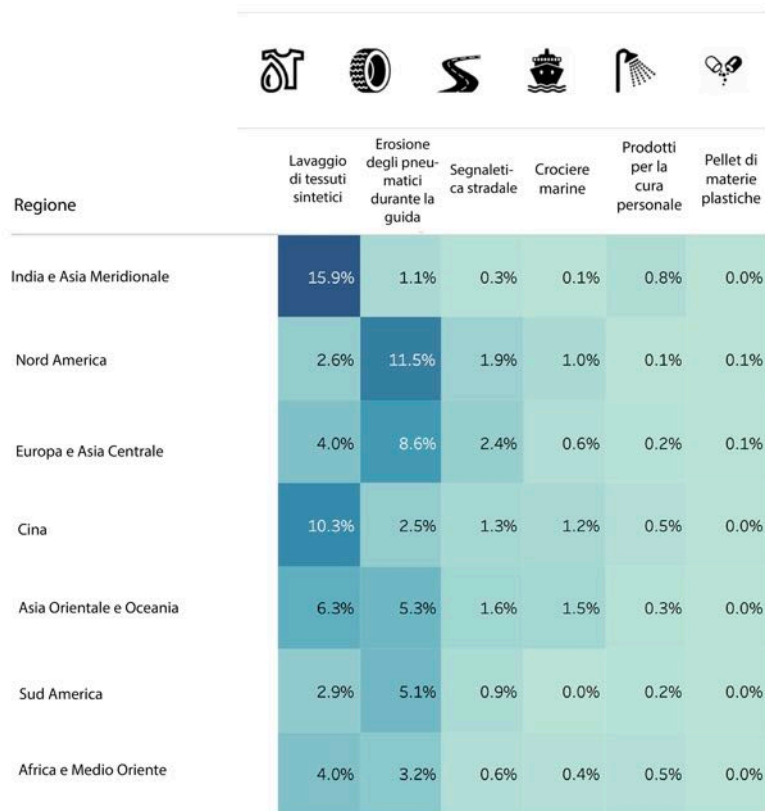 Regione
Lavaggio
di tessuti
sintetici
Erosione
degli pneu-
matici
durante la
guida
Segnaleti-
ca stradale
Crociere
marine
Prodotti
per la
cura
personale
Pellet di
materie
plastiche
India e Asia Meridionale 15.9% 1.1% 0.3% 0.1% 0.8% 0.0%
Nord America 2.6% 11.5% 1.9% 1.0% 0.1% 0.1%
Europa e Asia Centrale 4.0% 8.6% 2.4% 0.6% 0.2% 0.1%
Cina 10.3% 2.5% 1.3% 1.2% 0.5% 0.0%
Asia Orientale e Oceania 6.3% 5.3% 1.6% 1.5% 0.3% 0.0%
Sud America 2.9% 5.1% 0.9% 0.0% 0.2% 0.0%
Africa e Medio Oriente 4.0% 3.2% 0.6% 0.4% 0.5% 0.0%